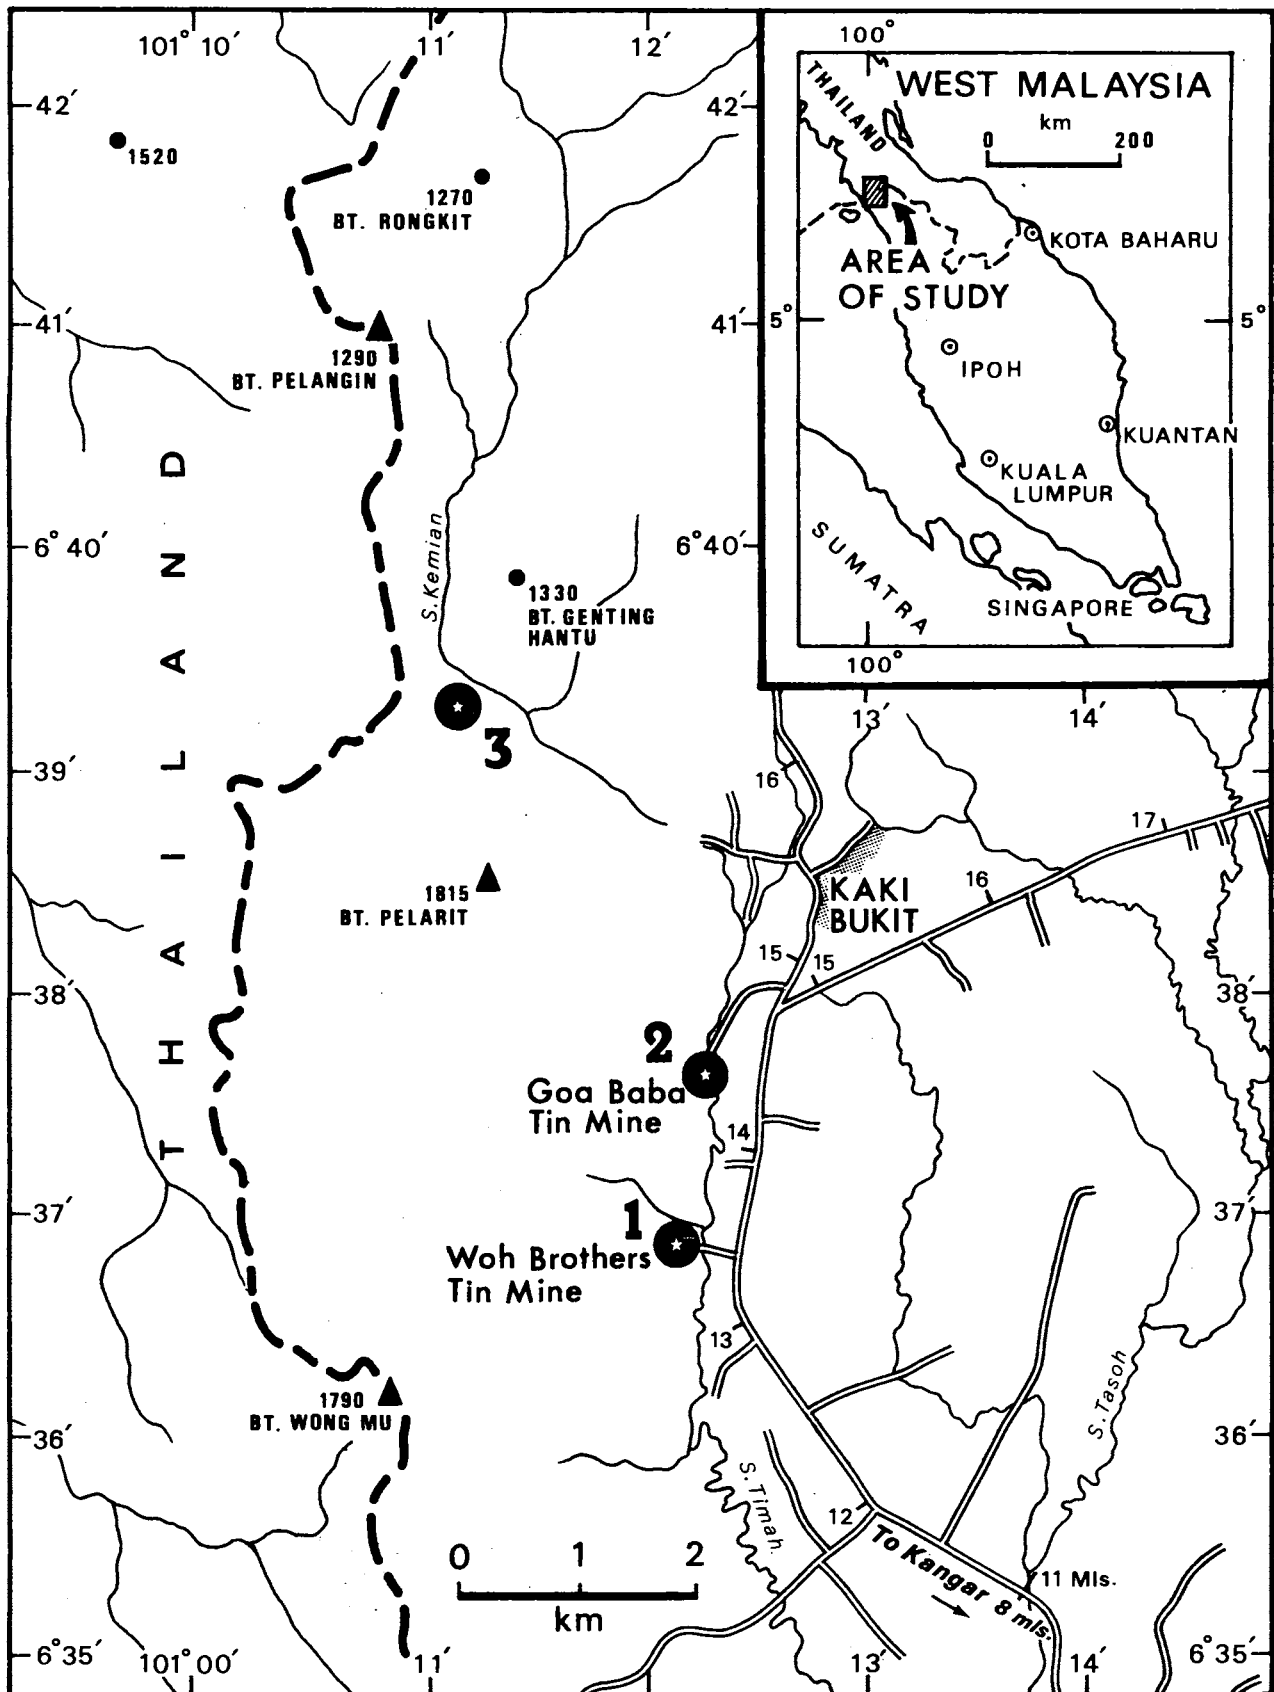 101° 10′
11′
12′
42′
42′
1520
1270
BT. RONGKIT
41′
41′
1290
BT. PELANGIN
THAILAND
S. Kemian
6° 40′
6° 40′
1330
BT. GENTING
HANTU
3
39′
1815
BT. PELARIT
38′
38′
100°
THAILAND
WEST MALAYSIA
km
0 200
KOTA BAHARU
AREA
OF STUDY
5°
5°
IPOH
KUANTAN
KUALA
LUMPUR
SUMATRA
SINGAPORE
100°
13′
14′
16
17
KAKI
BUKIT
16
15
15
2
Goa Baba
Tin Mine
14
37′
37′
1
Woh Brothers
Tin Mine
13
1790
BT. WONG MU
36′
36′
S. Tasoh
S. Timah.
12
To Kangar 8 mls.
11 Mls.
0 1 2
km
6° 35′
6° 35′
101° 00′
11′
13′
14′